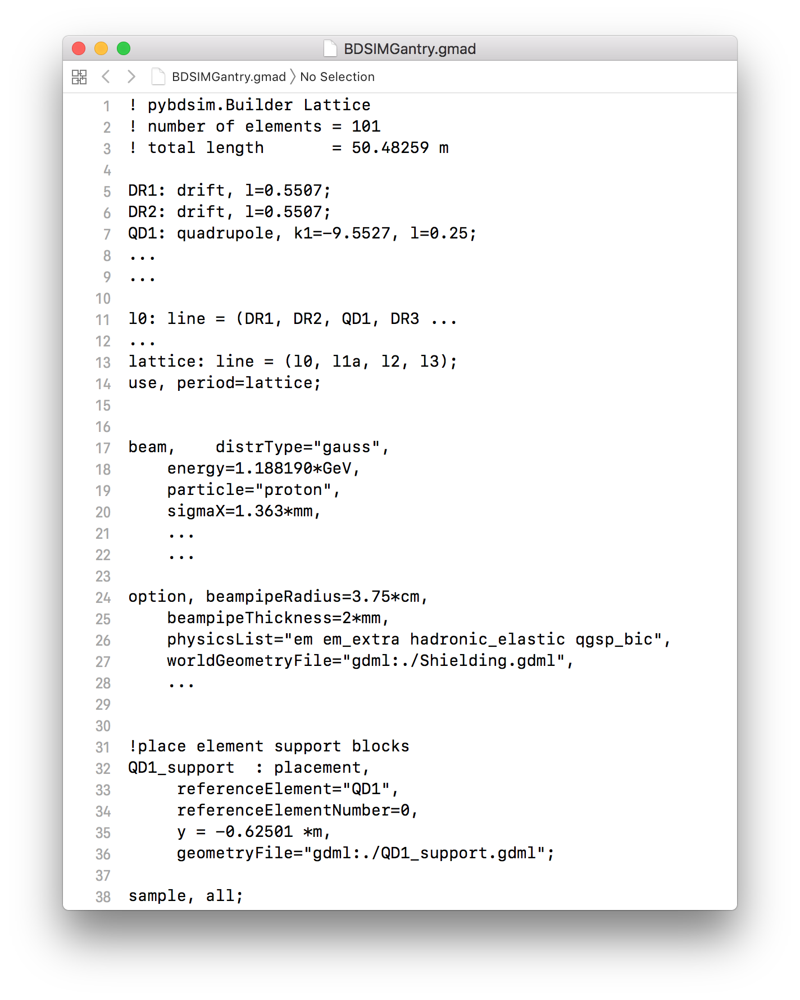 BDSIMGantry.gmad
BDSIMGantry.gmad 〉 No Selection
1 ! pybdsim.Builder Lattice
2 ! number of elements = 101
3 ! total length       = 50.48259 m
4
5 DR1: drift, l=0.5507;
6 DR2: drift, l=0.5507;
7 QD1: quadrupole, k1=-9.5527, l=0.25;
8 ...
9 ...
10
11 l0: line = (DR1, DR2, QD1, DR3 ...
12 ...
13 lattice: line = (l0, l1a, l2, l3);
14 use, period=lattice;
15
16
17 beam,    distrType="gauss",
18     energy=1.188190*GeV,
19     particle="proton",
20     sigmaX=1.363*mm,
21     ...
22     ...
23
24 option, beampipeRadius=3.75*cm,
25     beampipeThickness=2*mm,
26     physicsList="em em_extra hadronic_elastic qgsp_bic",
27     worldGeometryFile="gdml:./Shielding.gdml",
28     ...
29
30
31 !place element support blocks
32 QD1_support  : placement,
33      referenceElement="QD1",
34      referenceElementNumber=0,
35      y = -0.62501 *m,
36      geometryFile="gdml:./QD1_support.gdml";
37
38 sample, all;